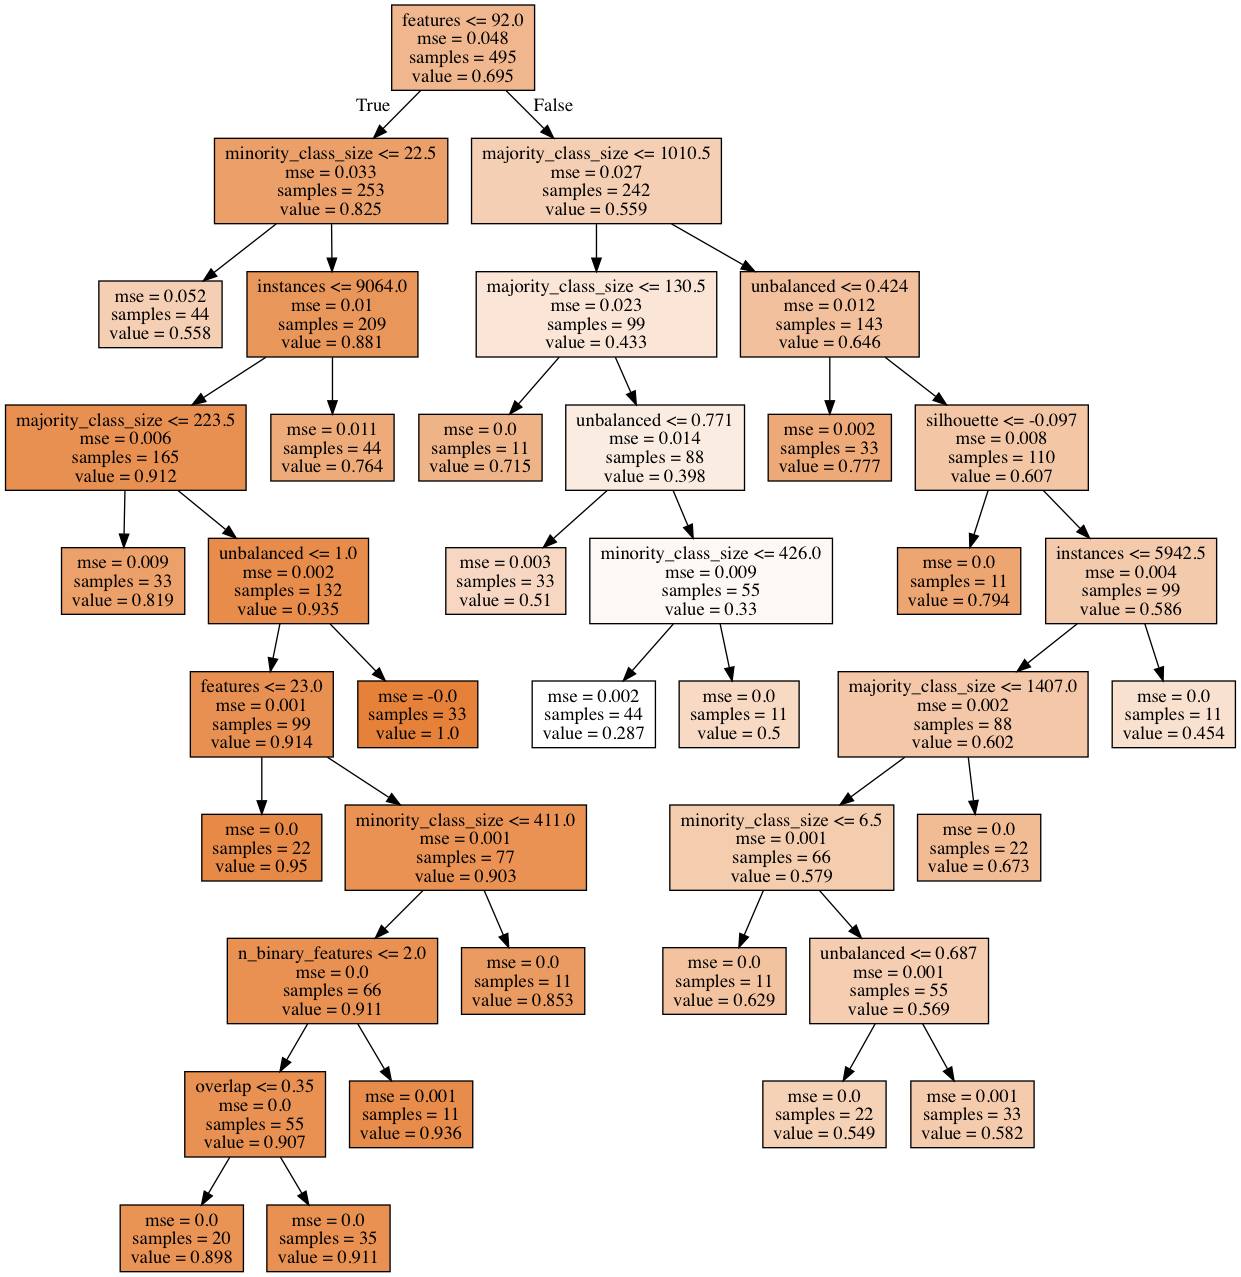 features <= 92.0
mse = 0.048
samples = 495
value = 0.695
True
False
minority_class_size <= 22.5
mse = 0.033
samples = 253
value = 0.825
majority_class_size <= 1010.5
mse = 0.027
samples = 242
value = 0.559
mse = 0.052
samples = 44
value = 0.558
instances <= 9064.0
mse = 0.01
samples = 209
value = 0.881
majority_class_size <= 130.5
mse = 0.023
samples = 99
value = 0.433
unbalanced <= 0.424
mse = 0.012
samples = 143
value = 0.646
majority_class_size <= 223.5
mse = 0.006
samples = 165
value = 0.912
mse = 0.011
samples = 44
value = 0.764
mse = 0.0
samples = 11
value = 0.715
unbalanced <= 0.771
mse = 0.014
samples = 88
value = 0.398
mse = 0.002
samples = 33
value = 0.777
silhouette <= -0.097
mse = 0.008
samples = 110
value = 0.607
mse = 0.009
samples = 33
value = 0.819
unbalanced <= 1.0
mse = 0.002
samples = 132
value = 0.935
mse = 0.003
samples = 33
value = 0.51
minority_class_size <= 426.0
mse = 0.009
samples = 55
value = 0.33
mse = 0.0
samples = 11
value = 0.794
instances <= 5942.5
mse = 0.004
samples = 99
value = 0.586
features <= 23.0
mse = 0.001
samples = 99
value = 0.914
mse = -0.0
samples = 33
value = 1.0
mse = 0.002
samples = 44
value = 0.287
mse = 0.0
samples = 11
value = 0.5
majority_class_size <= 1407.0
mse = 0.002
samples = 88
value = 0.602
mse = 0.0
samples = 11
value = 0.454
mse = 0.0
samples = 22
value = 0.95
minority_class_size <= 411.0
mse = 0.001
samples = 77
value = 0.903
minority_class_size <= 6.5
mse = 0.001
samples = 66
value = 0.579
mse = 0.0
samples = 22
value = 0.673
n_binary_features <= 2.0
mse = 0.0
samples = 66
value = 0.911
mse = 0.0
samples = 11
value = 0.853
mse = 0.0
samples = 11
value = 0.629
unbalanced <= 0.687
mse = 0.001
samples = 55
value = 0.569
overlap <= 0.35
mse = 0.0
samples = 55
value = 0.907
mse = 0.001
samples = 11
value = 0.936
mse = 0.0
samples = 22
value = 0.549
mse = 0.001
samples = 33
value = 0.582
mse = 0.0
samples = 20
value = 0.898
mse = 0.0
samples = 35
value = 0.911